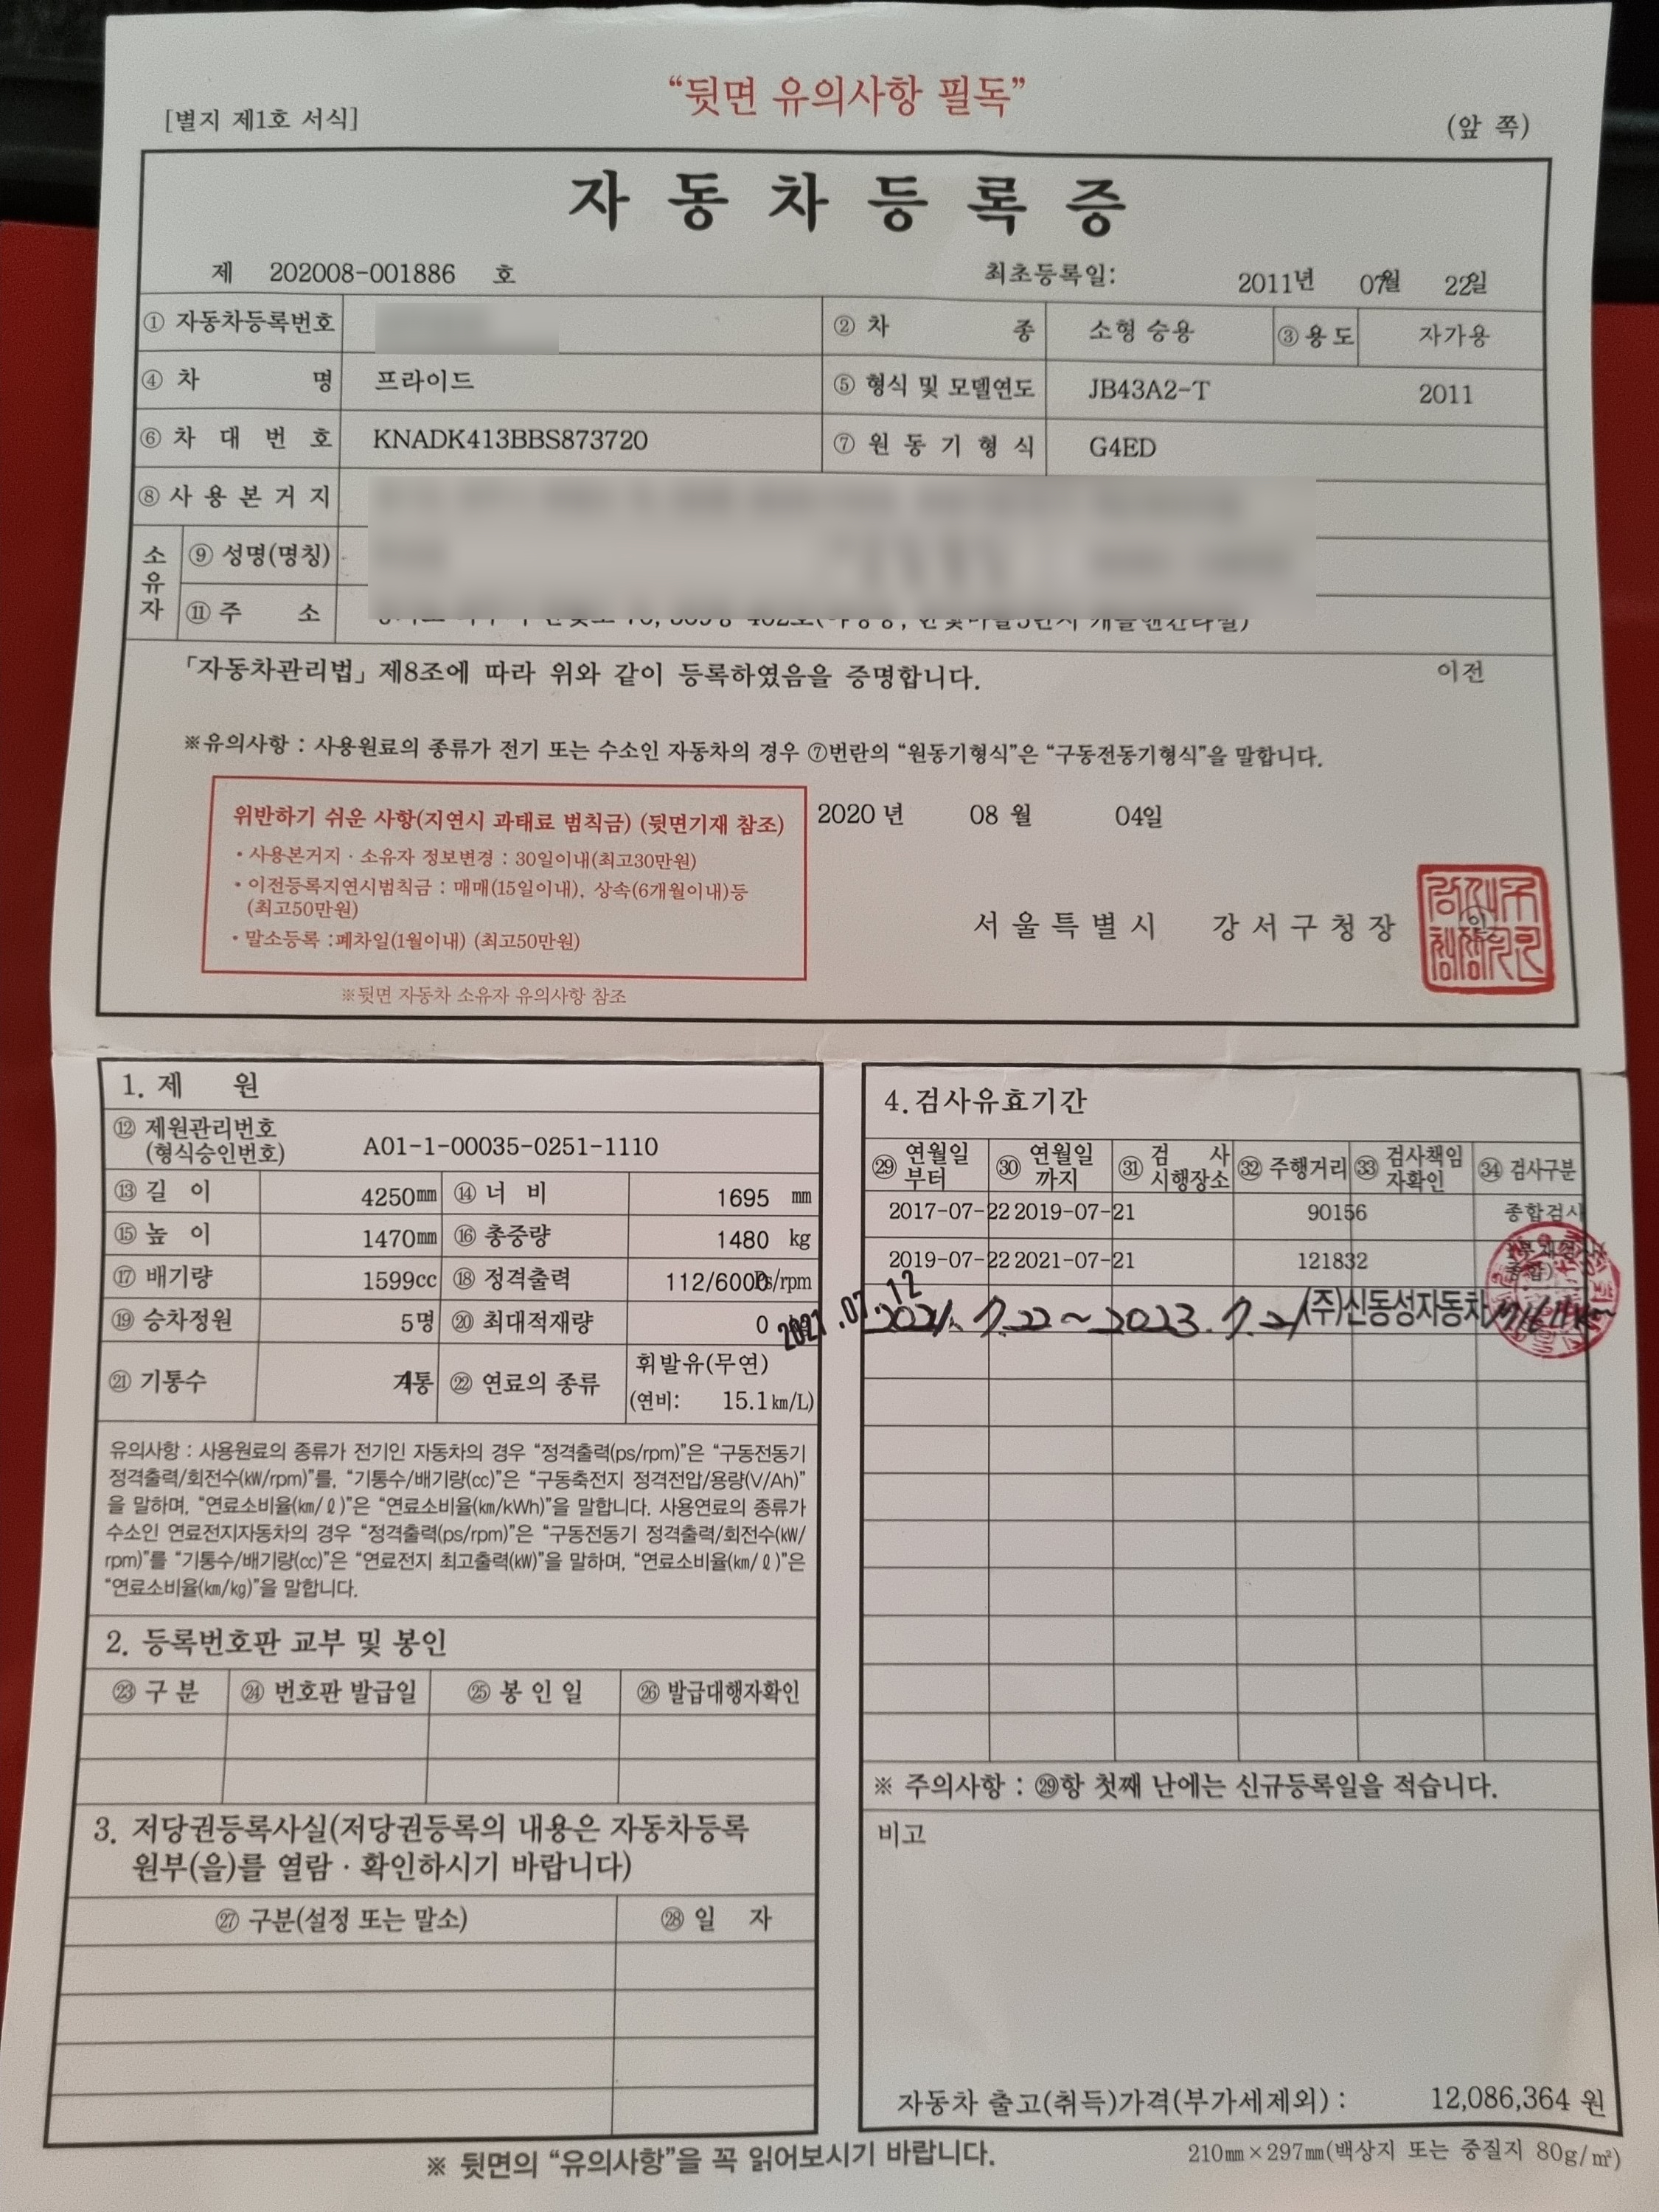 "뒷면 유의사항 필독"
[별지 제1호 서식]
(앞 쪽)
자동차등록증
제 202008-001886 호
최초등록일: 2011년 07월 22일
① 자동차등록번호
② 차 종 소형 승용 ③ 용도 자가용
④ 차 명 프라이드
⑤ 형식 및 모델연도 JB43A2-T 2011
⑥ 차 대 번 호 KNADK413BBS873720
⑦ 원 동 기 형 식 G4ED
⑧ 사 용 본 거 지
소유자
⑨ 성명(명칭)
⑪ 주 소
「자동차관리법」 제8조에 따라 위와 같이 등록하였음을 증명합니다.
이전
※유의사항 : 사용원료의 종류가 전기 또는 수소인 자동차의 경우 ⑦번란의 "원동기형식"은 "구동전동기형식"을 말합니다.
위반하기 쉬운 사항(지연시 과태료 범칙금) (뒷면기재 참조)
• 사용본거지 · 소유자 정보변경 : 30일이내(최고30만원)
• 이전등록지연시범칙금 : 매매(15일이내), 상속(6개월이내)등
(최고50만원)
• 말소등록 :폐차일(1월이내) (최고50만원)
※뒷면 자동차 소유자 유의사항 참조
2020 년 08 월 04일
서 울 특 별 시 강 서 구 청 장
1. 제 원
⑫ 제원관리번호
(형식승인번호) A01-1-00035-0251-1110
⑬ 길 이 4250㎜ ⑭ 너 비 1695 ㎜
⑮ 높 이 1470㎜ ⑯ 총중량 1480 kg
⑰ 배기량 1599cc ⑱ 정격출력 112/6000Ps/rpm
⑲ 승차정원 5명 ⑳ 최대적재량 0
㉑ 기통수 4기통 ㉒ 연료의 종류 휘발유(무연)
(연비: 15.1㎞/L)
유의사항 : 사용원료의 종류가 전기인 자동차의 경우 "정격출력(ps/rpm)"은 "구동전동기
정격출력/회전수(㎾/rpm)"를, "기통수/배기량(cc)"은 "구동축전지 정격전압/용량(V/Ah)"
을 말하며, "연료소비율(㎞/ℓ)"은 "연료소비율(km/kWh)"을 말합니다. 사용연료의 종류가
수소인 연료전지자동차의 경우 "정격출력(ps/rpm)"은 "구동전동기 정격출력/회전수(㎾/
rpm)"를 "기통수/배기량(cc)"은 "연료전지 최고출력(㎾)"을 말하며, "연료소비율(㎞/ℓ)"은
"연료소비율(㎞/kg)"을 말합니다.
2. 등록번호판 교부 및 봉인
㉓ 구 분 ㉔ 번호판 발급일 ㉕ 봉 인 일 ㉖ 발급대행자확인
3. 저당권등록사실(저당권등록의 내용은 자동차등록
원부(을)를 열람 · 확인하시기 바랍니다)
㉗ 구분(설정 또는 말소) ㉘ 일 자
4. 검사유효기간
㉙ 연월일부터 ㉚ 연월일까지 ㉛ 검 사 시행장소 ㉜ 주행거리 ㉝ 검사책임자확인 ㉞ 검사구분
2017-07-22 2019-07-21 90156 종합검사
2019-07-22 2021-07-21 121832
2021.07.12
2021. 7. 22 ~ 2023. 7. 21 (주)신동성자동차
※ 주의사항 : ㉙항 첫째 난에는 신규등록일을 적습니다.
비고
자동차 출고(취득)가격(부가세제외) : 12,086,364 원
※ 뒷면의 "유의사항"을 꼭 읽어보시기 바랍니다.
210㎜×297㎜(백상지 또는 중질지 80g/㎡)